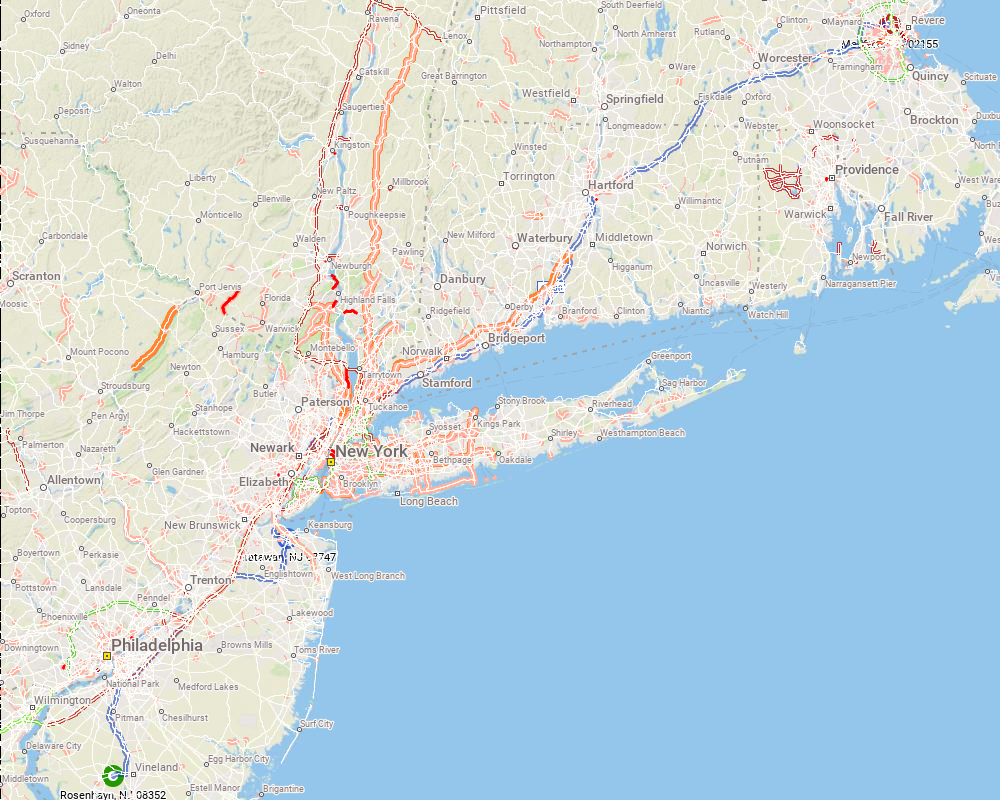 Oxford
Oneonta
Ravena
Pittsfield
South Deerfield
Clinton
Maynard
Revere
Sidney
Delhi
Lenox
Northampton
North Amherst
Rutland
02155
Walton
Catskill
Great Barrington
Ware
Worcester
Framingham
Quincy
Scituate
Deposit
Saugerties
Westfield
Springfield
Fiskdale
Oxford
Brockton
Susquehanna
Kingston
Longmeadow
Webster
Woonsocket
Duxbu
North P
Winsted
Putnam
Liberty
New Paltz
Millbrook
Torrington
Hartford
Providence
West Ware
Ellenville
Poughkeepsie
Willimantic
Warwick
Fall River
Buz
Monticello
Carbondale
Walden
Pawling
New Milford
Waterbury
Middletown
Norwich
Newport
Wes
Scranton
Newburgh
Danbury
Higganum
Uncasville
Westerly
Narragansett Pier
Moosic
Port Jervis
Florida
Highland Falls
Ridgefield
Derby
Branford
Clinton
Niantic
Watch Hill
Sussex
Warwick
Mount Pocono
Hamburg
Montebello
Norwalk
Bridgeport
Greenport
Stroudsburg
Newton
Tarrytown
Stamford
Sag Harbor
Jim Thorpe
Pen Argyl
Stanhope
Butler
Paterson
Tuckahoe
Stony Brook
Riverhead
Hackettstown
Syosset
Kings Park
Shirley
Westhampton Beach
Palmerton
Nazareth
Newark
New York
Bethpage
Oakdale
Glen Gardner
Allentown
Elizabeth
Brooklyn
Long Beach
Topton
Coopersburg
New Brunswick
Keansburg
Boyertown
Perkasie
tatawan, NJ 07747
Englishtown
West Long Branch
Pottstown
Lansdale
Trenton
Penndel
Phoenixville
Lakewood
Downingtown
Philadelphia
Browns Mills
Toms River
National Park
Medford Lakes
Wilmington
Pitman
Chesilhurst
Surf City
Delaware City
Egg Harbor City
Middletown
Vineland
Estell Manor
Brigantine
Rosenhayn, NJ 08352